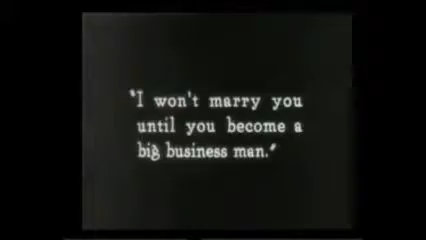 "I won't marry you
until you become a
big business man."